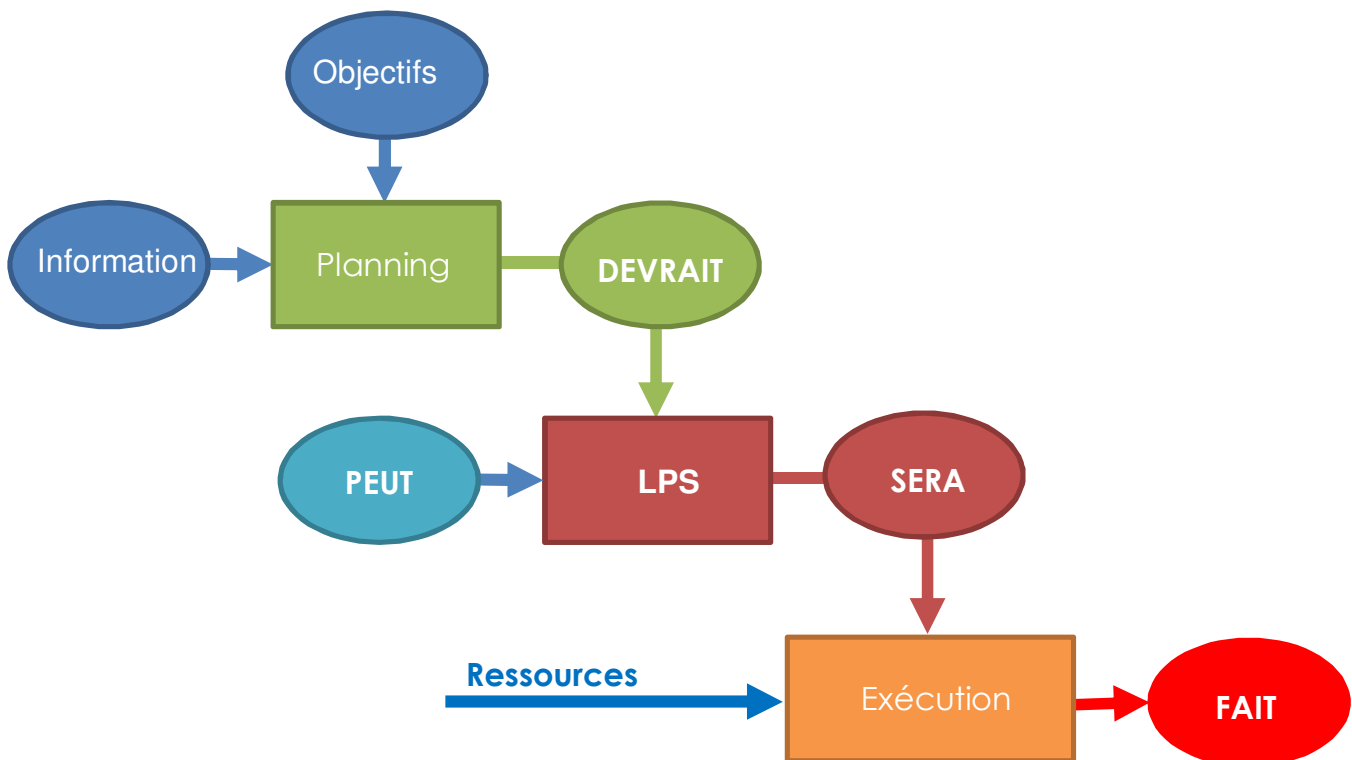 Objectifs
Information
Planning
DEVRAIT
PEUT
LPS
SERA
Ressources
Exécution
FAIT